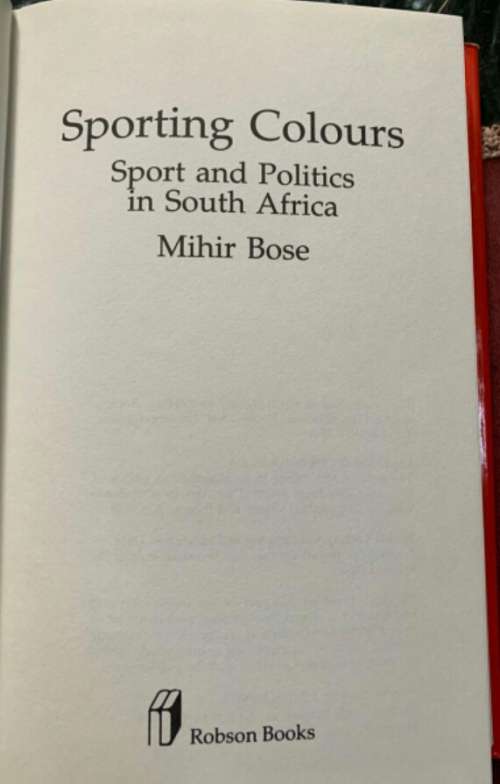 Sporting Colours
Sport and Politics
in South Africa
Mihir Bose
Robson Books